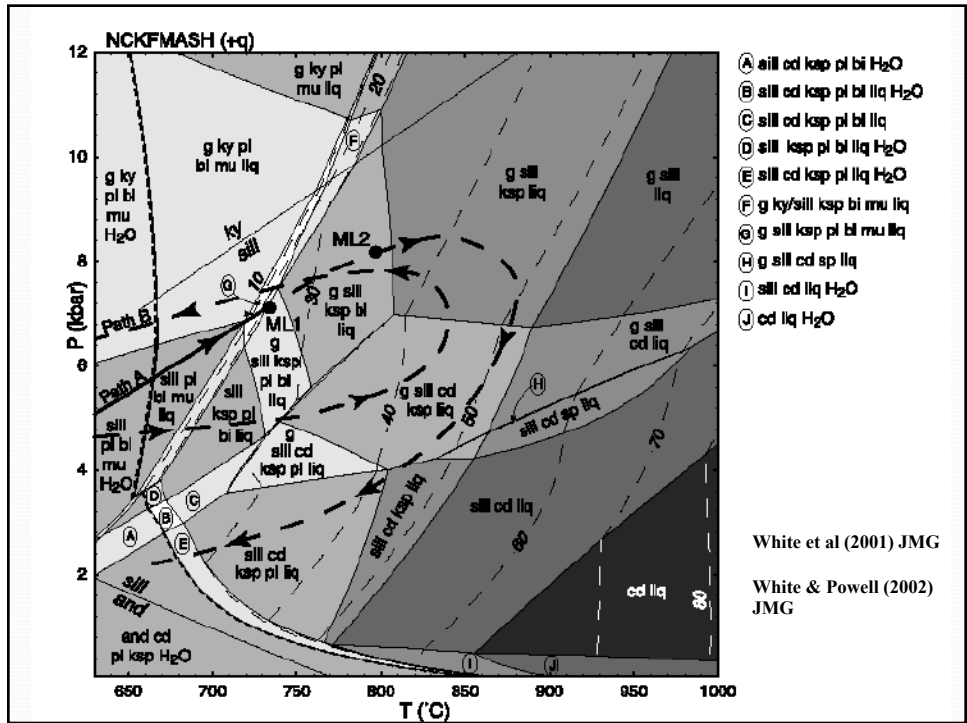 NCKFMASH (+q)
12
10
8
6
4
2
P (kbar)
650
700
750
800
850
900
950
1000
T (°C)
g ky pl
mu liq
20
F
g ky pl
bi mu liq
g ky
pl bi
mu
H₂O
ky
sill
g sill
ksp liq
g sill
liq
ML2
G
10
30
g sill
ksp bi
liq
Path B
ML1
Path A
g
sill ksp
pl bi
liq
sill pl
bi mu
liq
sill
ksp pl
bi liq
sill
pl bi
mu
H₂O
g sill
cd liq
H
g sill cd
ksp liq
40
50
sill cd sp liq
70
g
sill cd
ksp pl liq
D
C
B
A
E
sill cd
ksp pl liq
sill cd ksp liq
sill cd liq
60
cd liq
80
sill
and
and cd
pl ksp H₂O
I
J
A sill cd ksp pl bi H₂O
B sill cd ksp pl bi liq H₂O
C sill cd ksp pl bi liq
D sill ksp pl bi liq H₂O
E sill cd ksp pl liq H₂O
F g ky/sill ksp bi mu liq
G g sill ksp pl bi mu liq
H g sill cd sp liq
I sill cd liq H₂O
J cd liq H₂O
White et al (2001) JMG
White & Powell (2002)
JMG